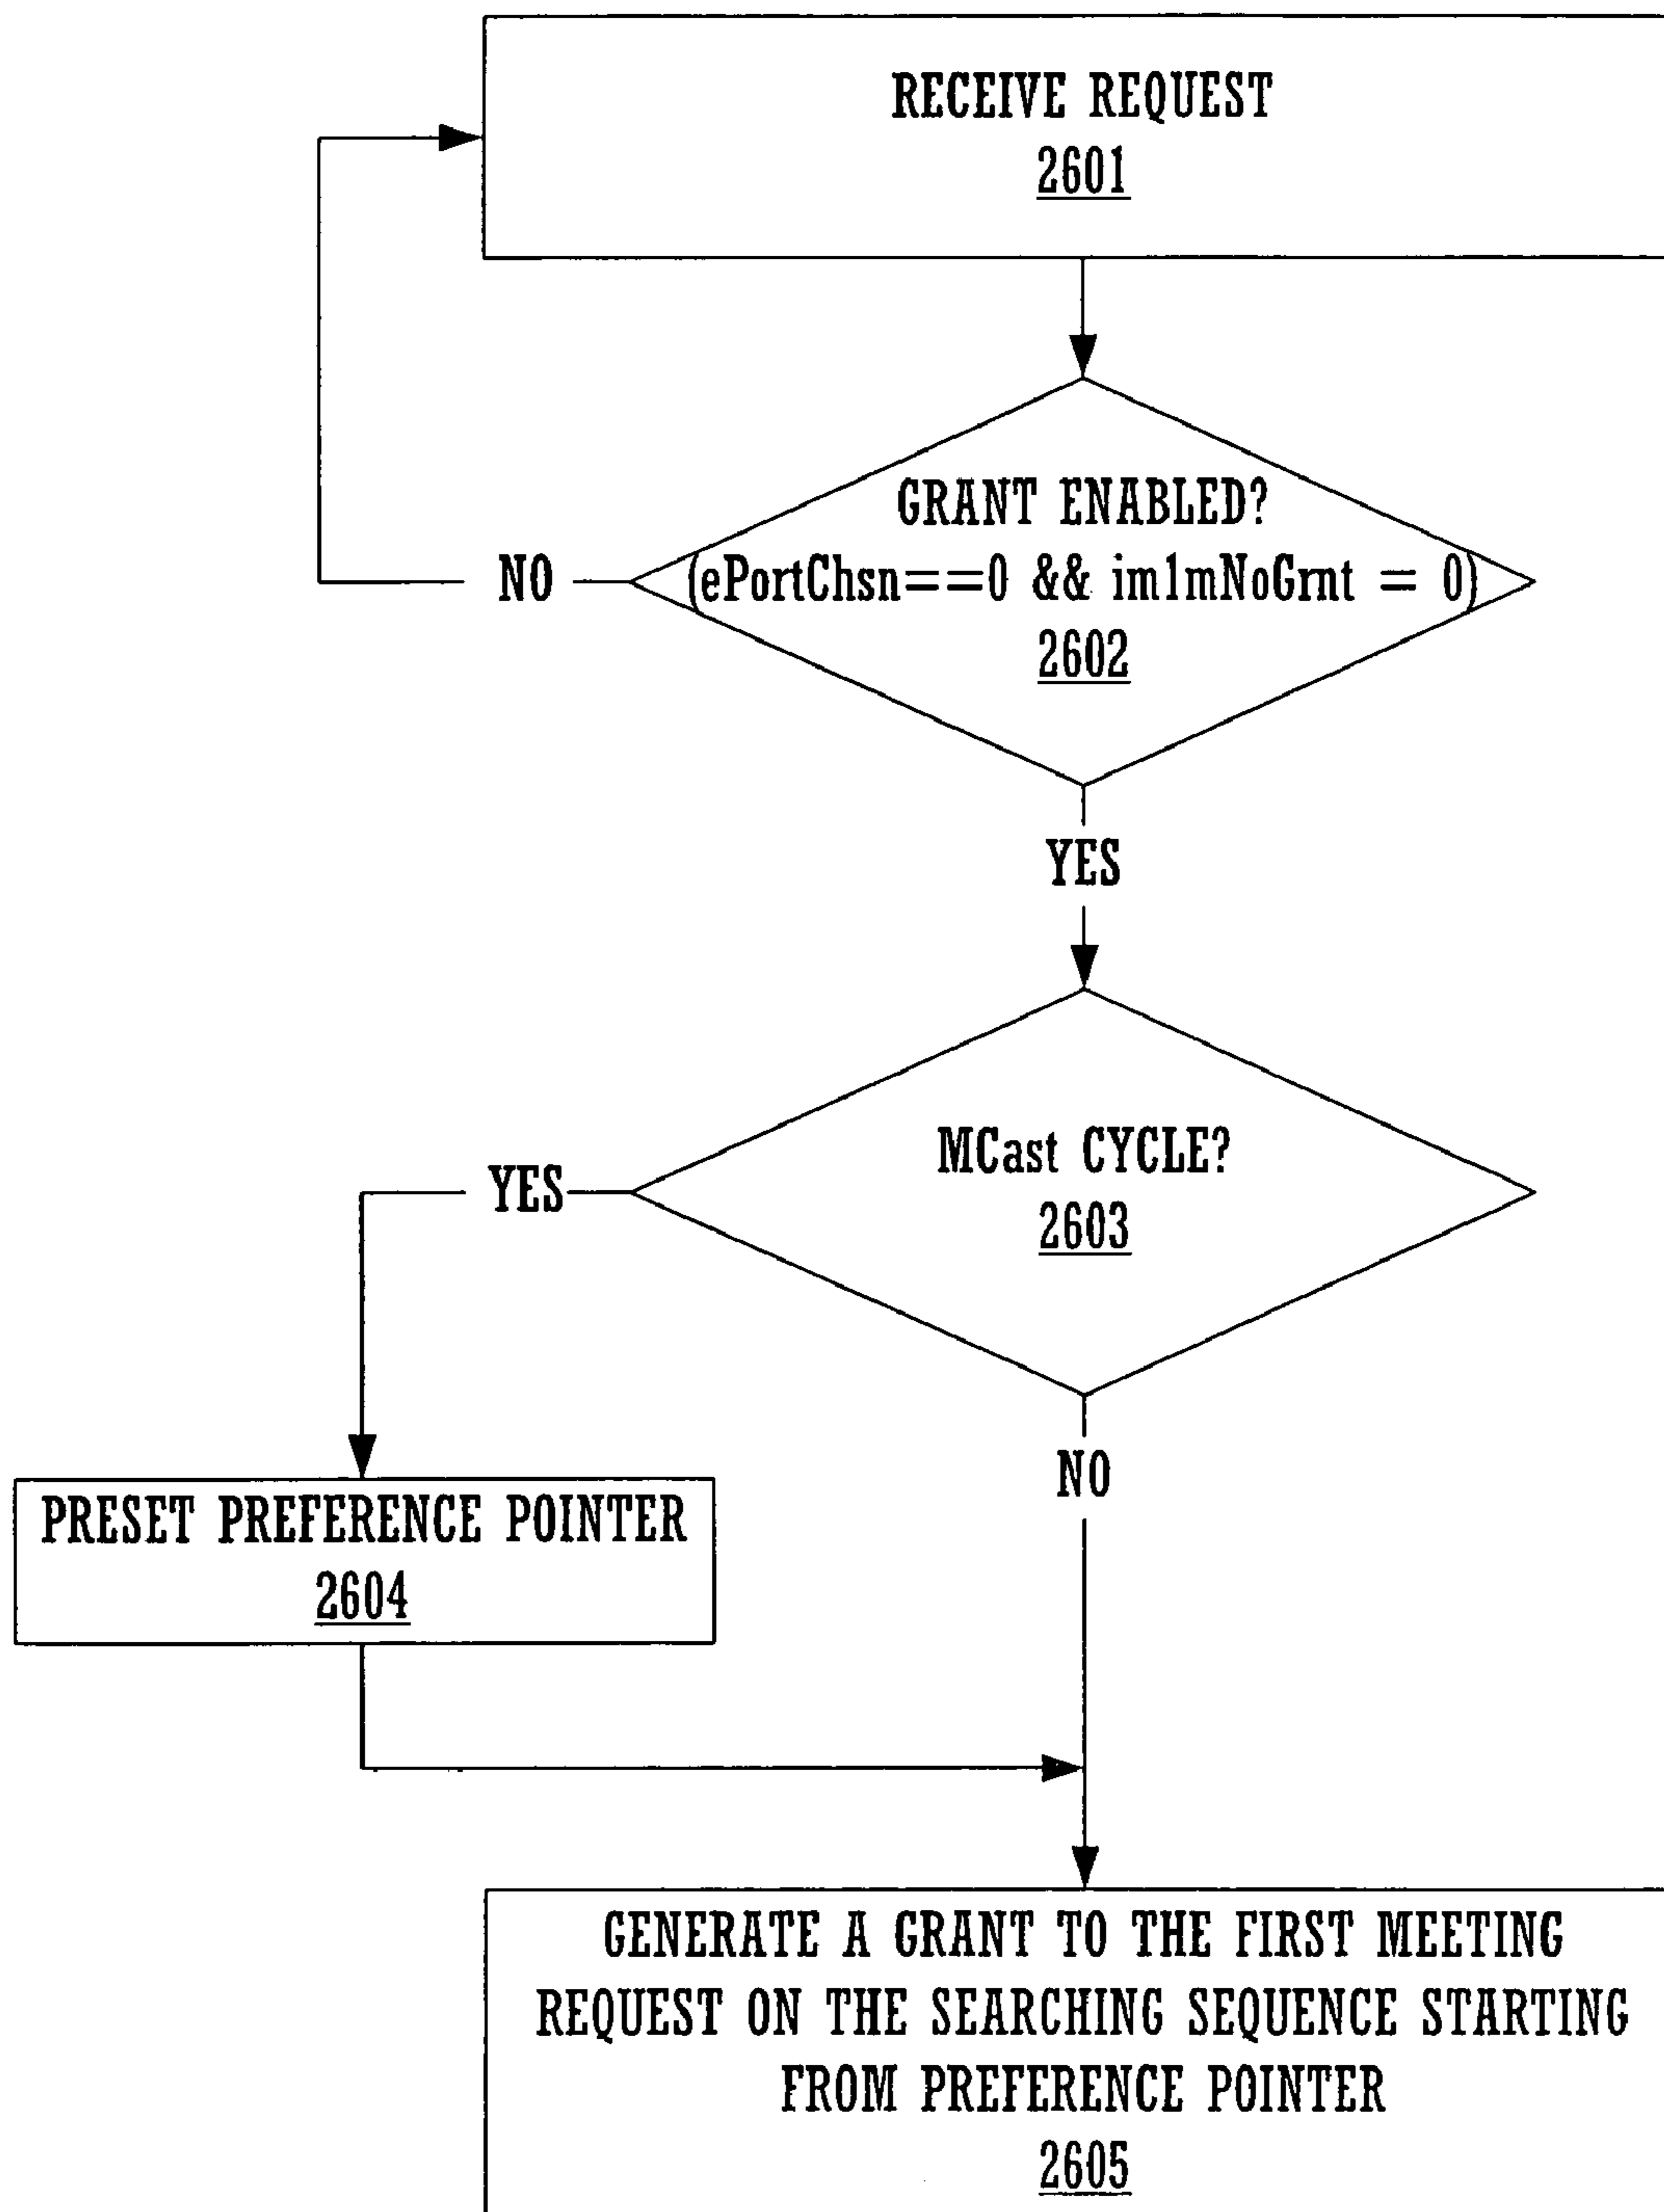 RECEIVE REQUEST
2601
GRANT ENABLED?
(ePortChsn==0 && im1mNoGrnt = 0)
2602
NO
YES
MCast CYCLE?
2603
YES
NO
PRESET PREFERENCE POINTER
2604
GENERATE A GRANT TO THE FIRST MEETING
REQUEST ON THE SEARCHING SEQUENCE STARTING
FROM PREFERENCE POINTER
2605